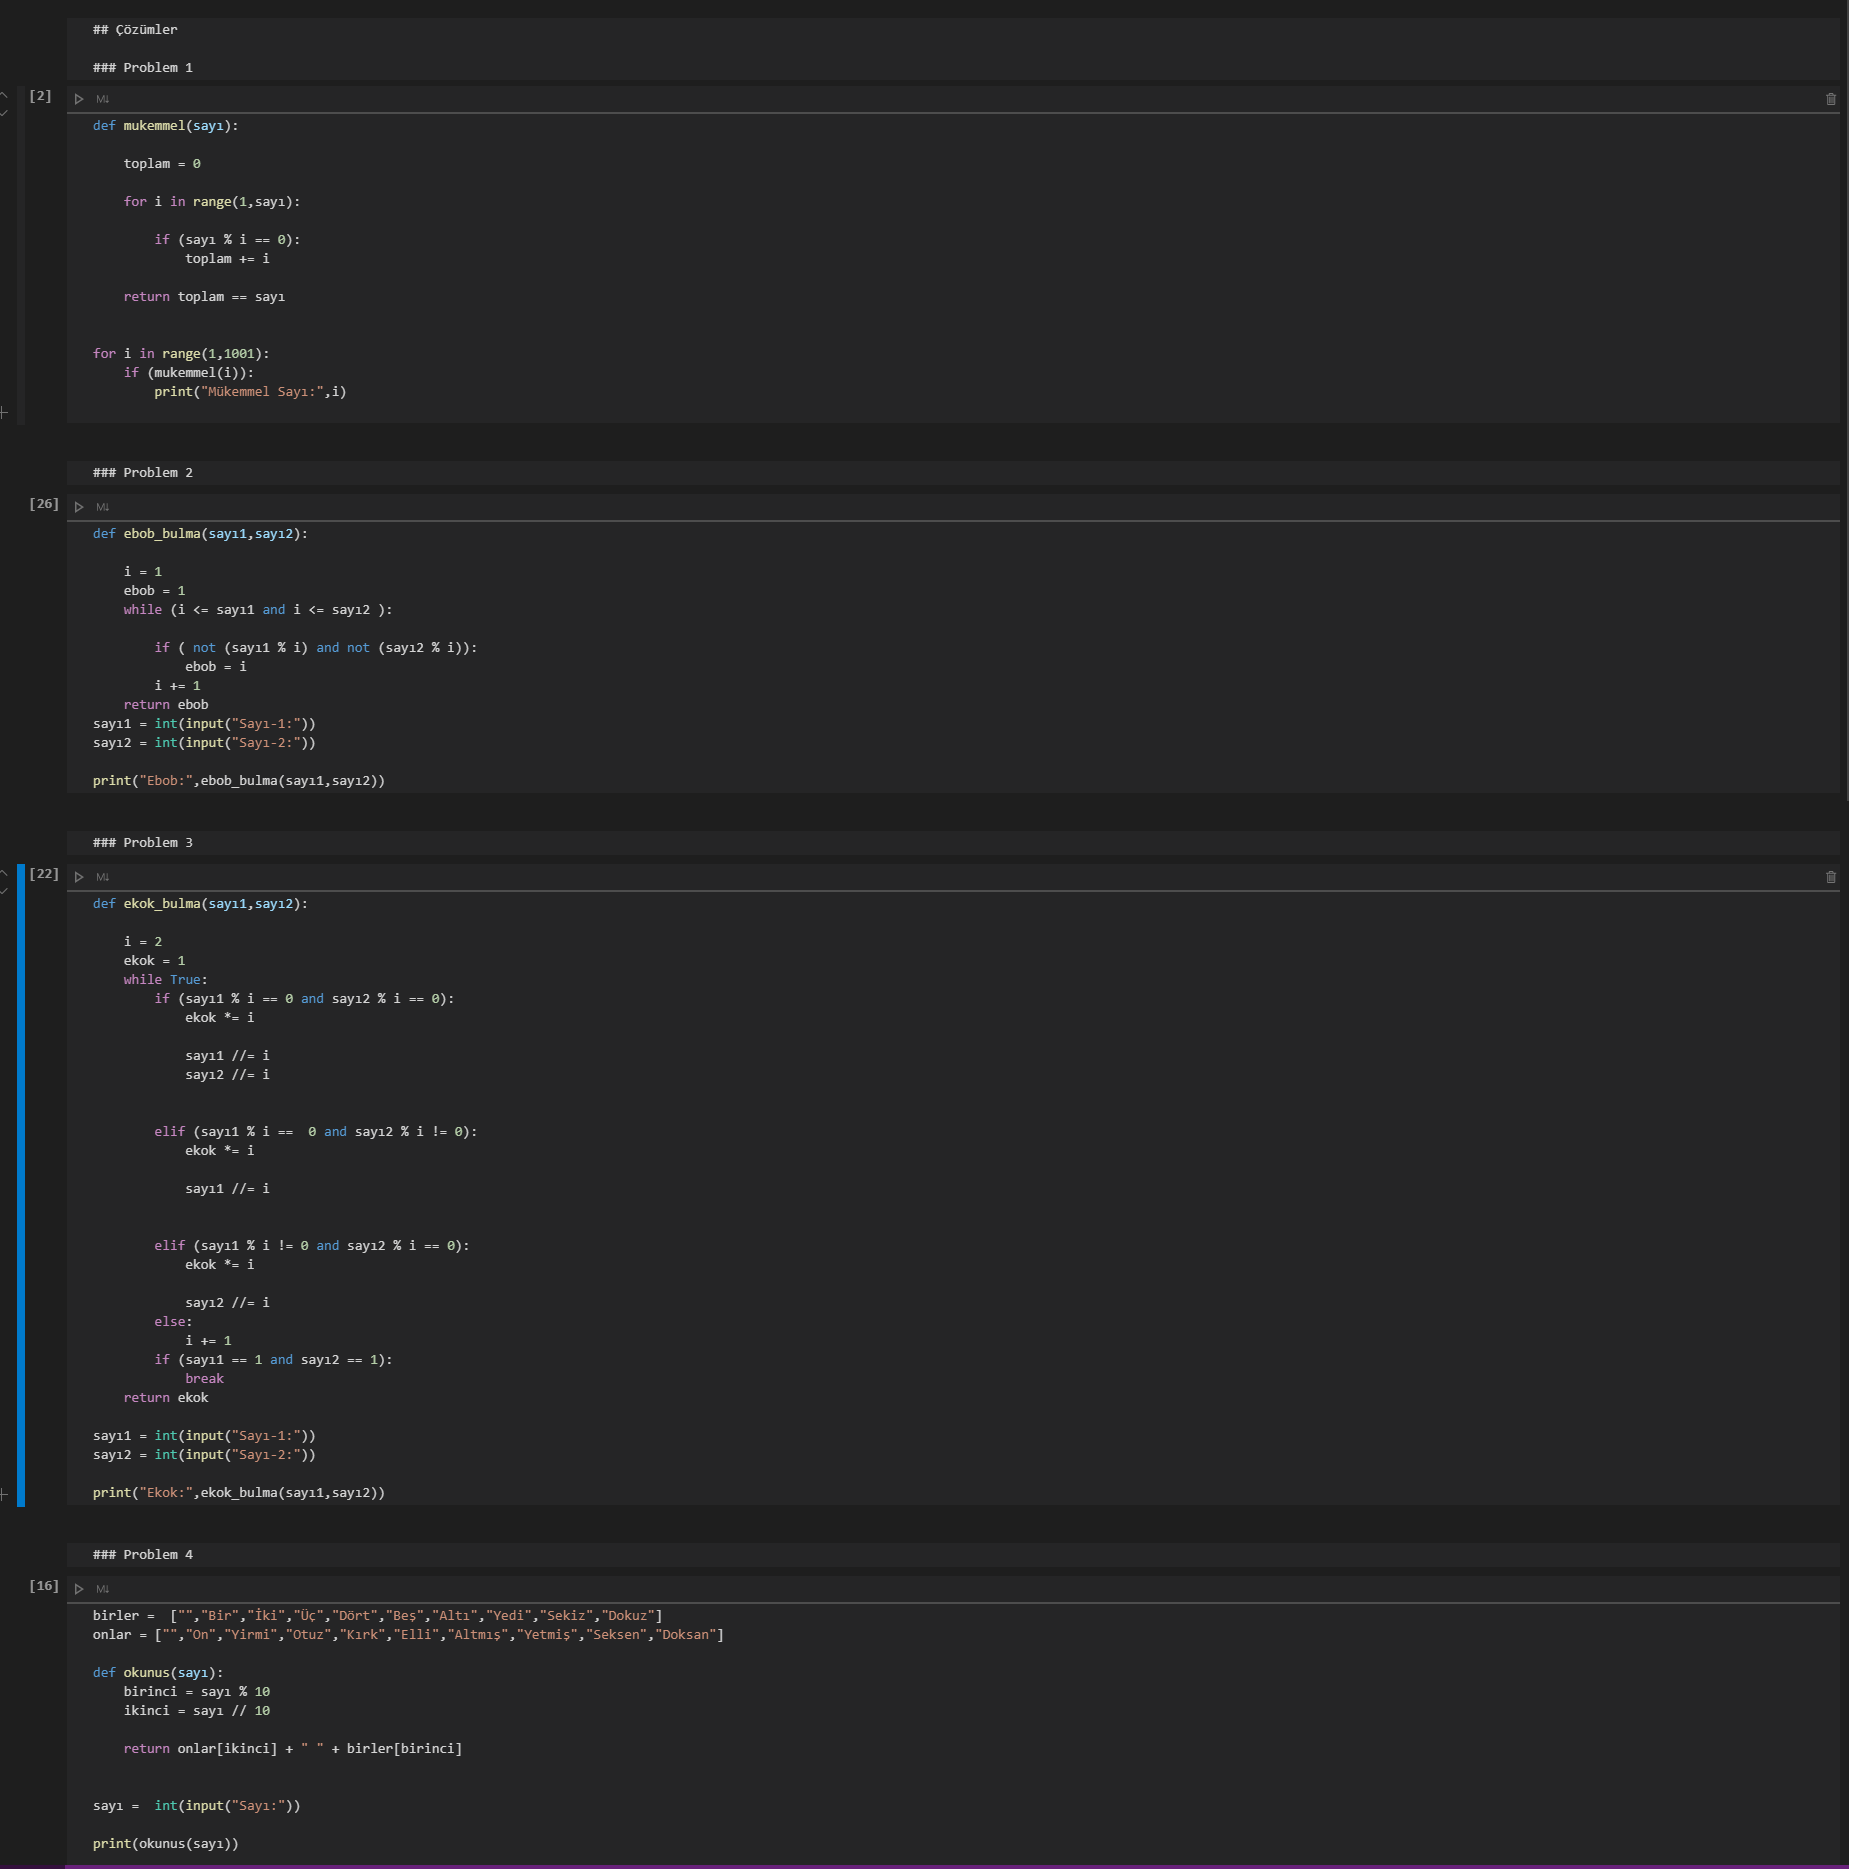 ## Çözümler
### Problem 1
[2]
M↓
def mukemmel(sayı):
    toplam = 0
    for i in range(1,sayı):
        if (sayı % i == 0):
            toplam += i
    return toplam == sayı
for i in range(1,1001):
    if (mukemmel(i)):
        print("Mükemmel Sayı:",i)
### Problem 2
[26]
M↓
def ebob_bulma(sayı1,sayı2):
    i = 1
    ebob = 1
    while (i <= sayı1 and i <= sayı2 ):
        if ( not (sayı1 % i) and not (sayı2 % i)):
            ebob = i
        i += 1
    return ebob
sayı1 = int(input("Sayı-1:"))
sayı2 = int(input("Sayı-2:"))
print("Ebob:",ebob_bulma(sayı1,sayı2))
### Problem 3
[22]
M↓
def ekok_bulma(sayı1,sayı2):
    i = 2
    ekok = 1
    while True:
        if (sayı1 % i == 0 and sayı2 % i == 0):
            ekok *= i
            sayı1 //= i
            sayı2 //= i
        elif (sayı1 % i ==  0 and sayı2 % i != 0):
            ekok *= i
            sayı1 //= i
        elif (sayı1 % i != 0 and sayı2 % i == 0):
            ekok *= i
            sayı2 //= i
        else:
            i += 1
        if (sayı1 == 1 and sayı2 == 1):
            break
    return ekok
sayı1 = int(input("Sayı-1:"))
sayı2 = int(input("Sayı-2:"))
print("Ekok:",ekok_bulma(sayı1,sayı2))
### Problem 4
[16]
M↓
birler =  ["","Bir","İki","Üç","Dört","Beş","Altı","Yedi","Sekiz","Dokuz"]
onlar = ["","On","Yirmi","Otuz","Kırk","Elli","Altmış","Yetmiş","Seksen","Doksan"]
def okunus(sayı):
    birinci = sayı % 10
    ikinci = sayı // 10
    return onlar[ikinci] + " " + birler[birinci]
sayı =  int(input("Sayı:"))
print(okunus(sayı))